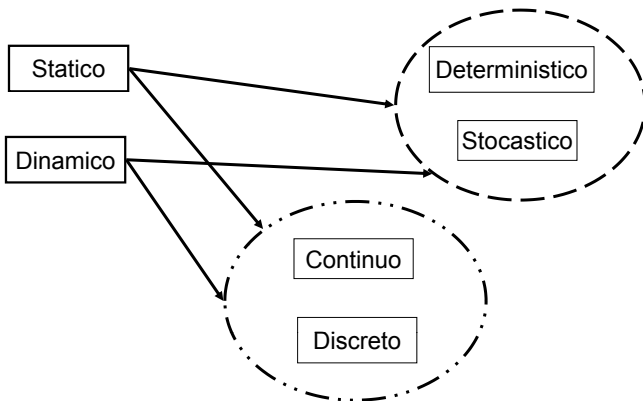 Statico
Deterministico
Stocastico
Dinamico
Continuo
Discreto